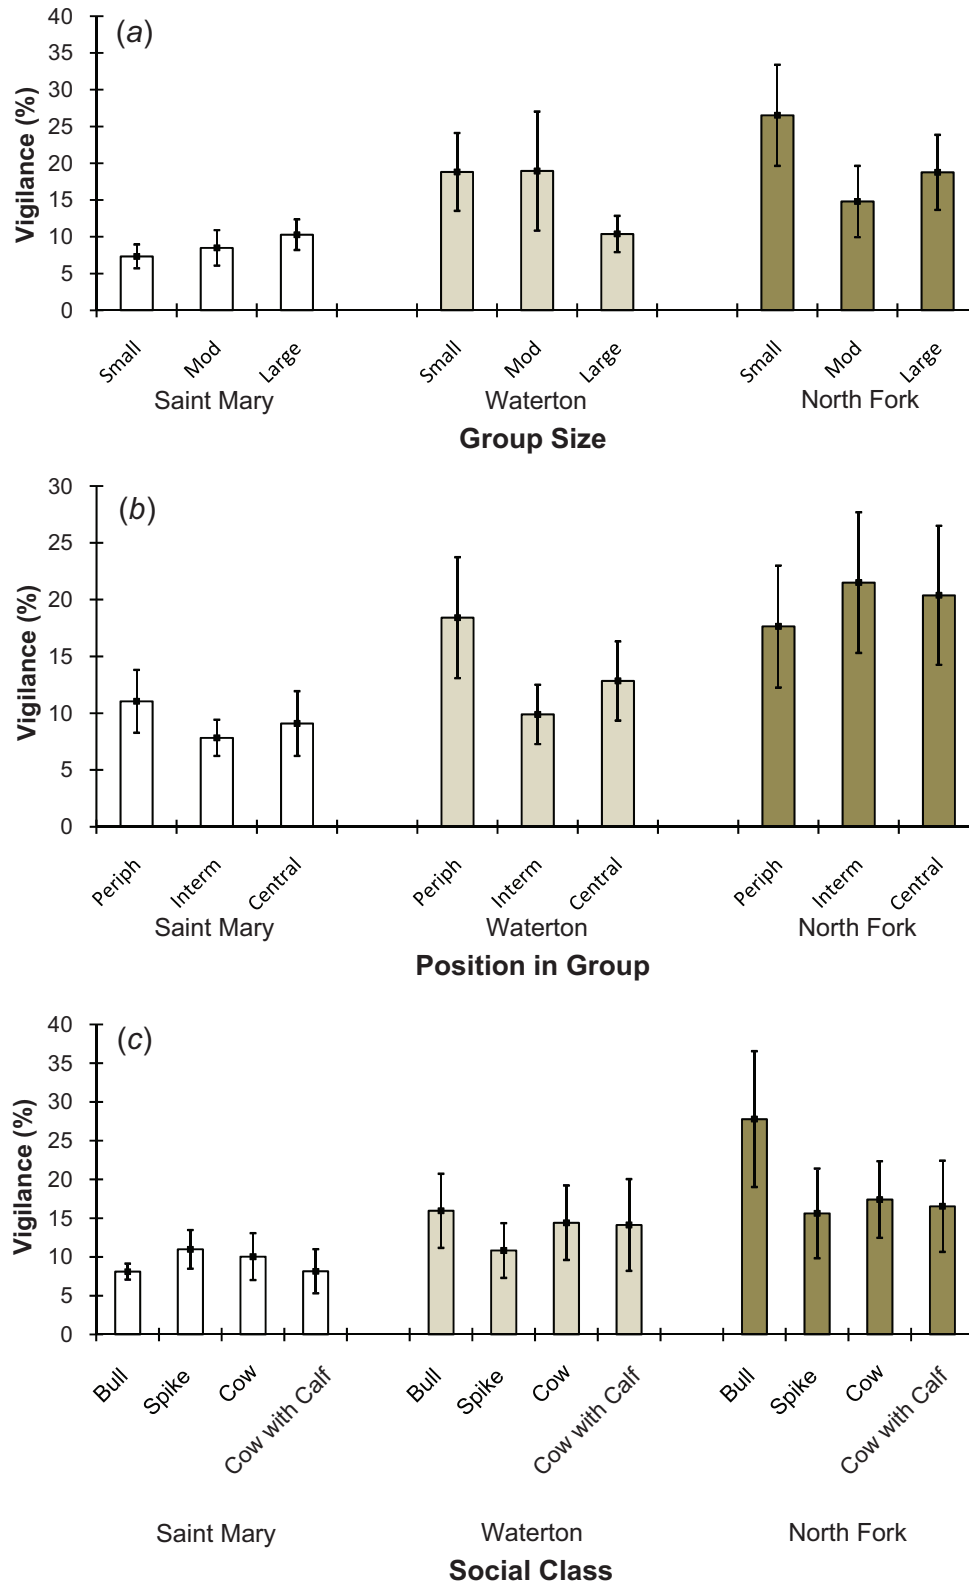 (a)
Vigilance (%)
40
35
30
25
20
15
10
5
0
Small Mod Large Small Mod Large Small Mod Large
Saint Mary Waterton North Fork
Group Size
(b)
Vigilance (%)
30
25
20
15
10
5
0
Periph Interm Central Periph Interm Central Periph Interm Central
Saint Mary Waterton North Fork
Position in Group
(c)
Vigilance (%)
40
35
30
25
20
15
10
5
0
Bull Spike Cow Cow with Calf Bull Spike Cow Cow with Calf Bull Spike Cow Cow with Calf
Saint Mary Waterton North Fork
Social Class